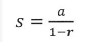 s = a / (1-r)